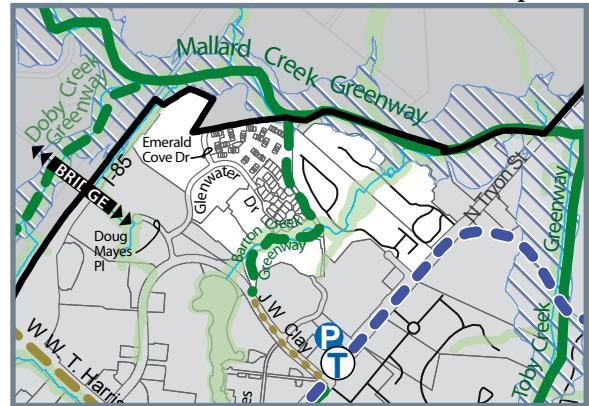 Mallard Creek Greenway
Doby Creek
Greenway
Emerald
Cove Dr
I-85
BRIDGE
Glenwater
Dr
N Tryon St
Doug
Mayes
Pl
Barton Creek
Greenway
J W Clay
P
T
W W. T. Harris
Toby Creek Greenway
es